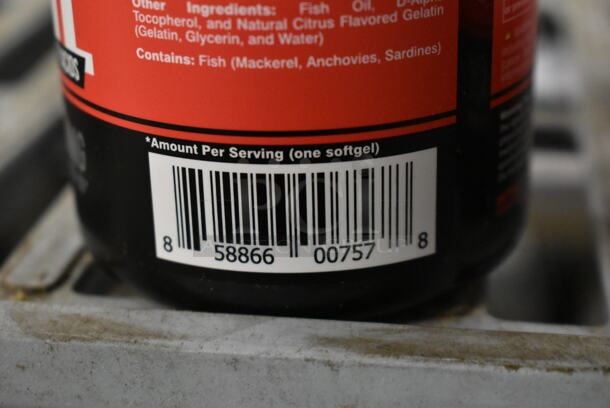 Other Ingredients: Fish Oil, D-Alpha
Tocopherol, and Natural Citrus Flavored Gelatin
(Gelatin, Glycerin, and Water)
Contains: Fish (Mackerel, Anchovies, Sardines)
*Amount Per Serving (one softgel)
8 58866 00757 8